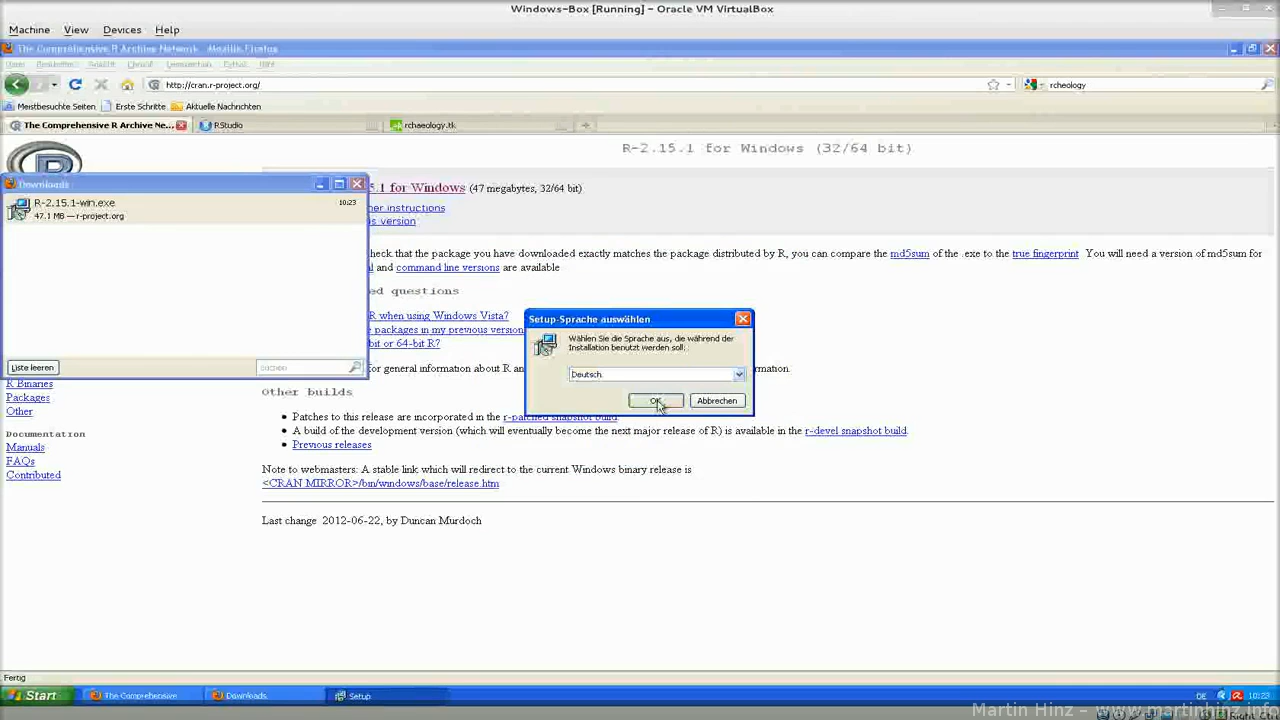 Windows-Box [Running] - Oracle VM VirtualBox
Machine View Devices Help
The Comprehensive R Archive Network - Mozilla Firefox
http://cran.r-project.org/
rcheology
Meistbesuchte Seiten Erste Schritte Aktuelle Nachrichten
The Comprehensive R Archive Ne... RStudio rchaeology.tk
R-2.15.1 for Windows (32/64 bit)
Downloads
5.1 for Windows (47 megabytes, 32/64 bit)
R-2.15.1-win.exe 10:23
47.1 MB — r-project.org
her instructions
is version
heck that the package you have downloaded exactly matches the package distributed by R, you can compare the md5sum of the .exe to the true fingerprint You will need a version of md5sum for
l and command line versions are available
ed questions
R when using Windows Vista?
e packages in my previous version
bit or 64-bit R?
for general information about R an
formation.
Setup-Sprache auswählen
Wählen Sie die Sprache aus, die während der
Installation benutzt werden soll:
Deutsch
OK Abbrechen
Liste leeren
R Binaries
Packages
Other
Documentation
Manuals
FAQs
Contributed
Other builds
Patches to this release are incorporated in the r-patched snapshot build.
A build of the development version (which will eventually become the next major release of R) is available in the r-devel snapshot build.
Previous releases
Note to webmasters: A stable link which will redirect to the current Windows binary release is
<CRAN MIRROR>/bin/windows/base/release.htm
Last change 2012-06-22, by Duncan Murdoch
Fertig
Start The Comprehensive Downloads Setup DE 10:23
Martin Hinz - www.martinhinz.info